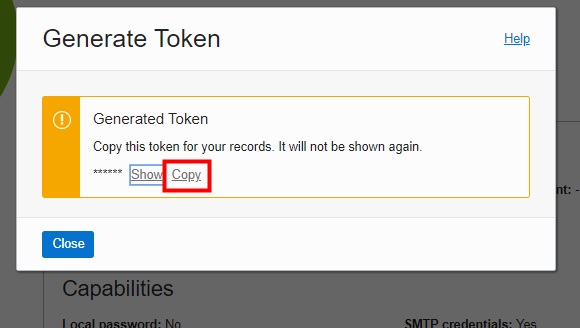 Generate Token
Help
Generated Token
Copy this token for your records. It will not be shown again.
****** Show Copy
nt: -
Close
Capabilities
Local password: No
SMTP credentials: Yes